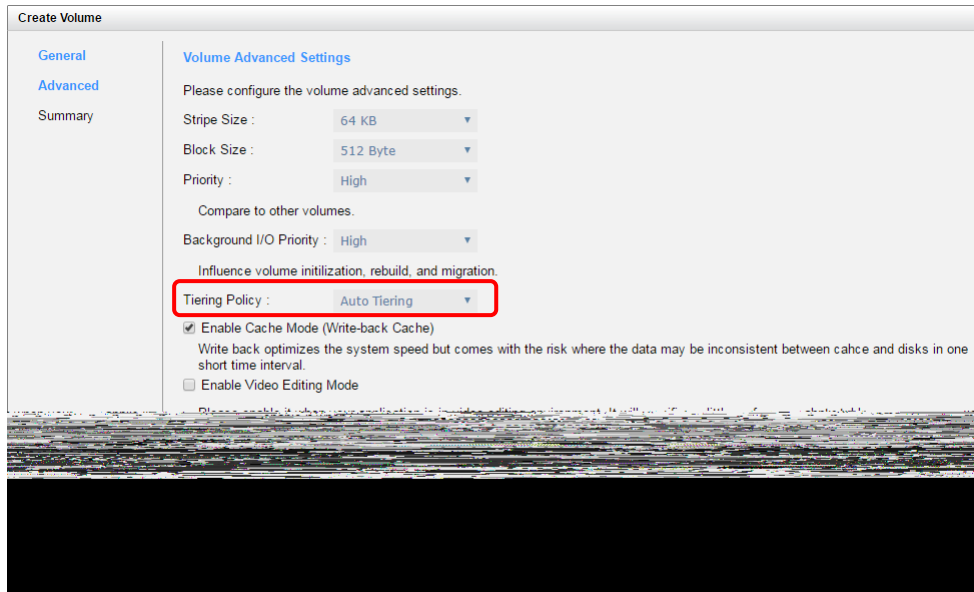 Create Volume
General
Advanced
Summary
Volume Advanced Settings
Please configure the volume advanced settings.
Stripe Size : 64 KB
Block Size : 512 Byte
Priority : High
Compare to other volumes.
Background I/O Priority : High
Influence volume initilization, rebuild, and migration.
Tiering Policy : Auto Tiering
Enable Cache Mode (Write-back Cache)
Write back optimizes the system speed but comes with the risk where the data may be inconsistent between cahce and disks in one
short time interval.
Enable Video Editing Mode